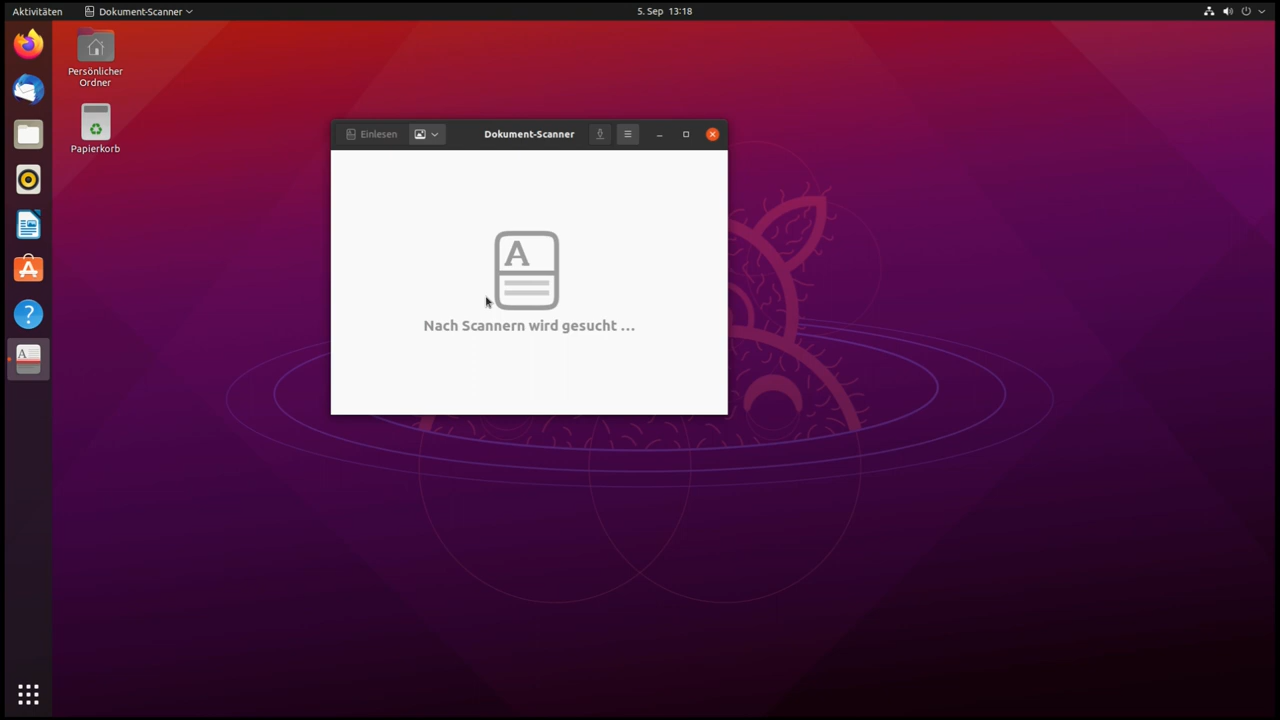 Aktivitäten
Dokument-Scanner
5. Sep 13:18
Persönlicher
Ordner
Papierkorb
Einlesen
Dokument-Scanner
A
Nach Scannern wird gesucht ...